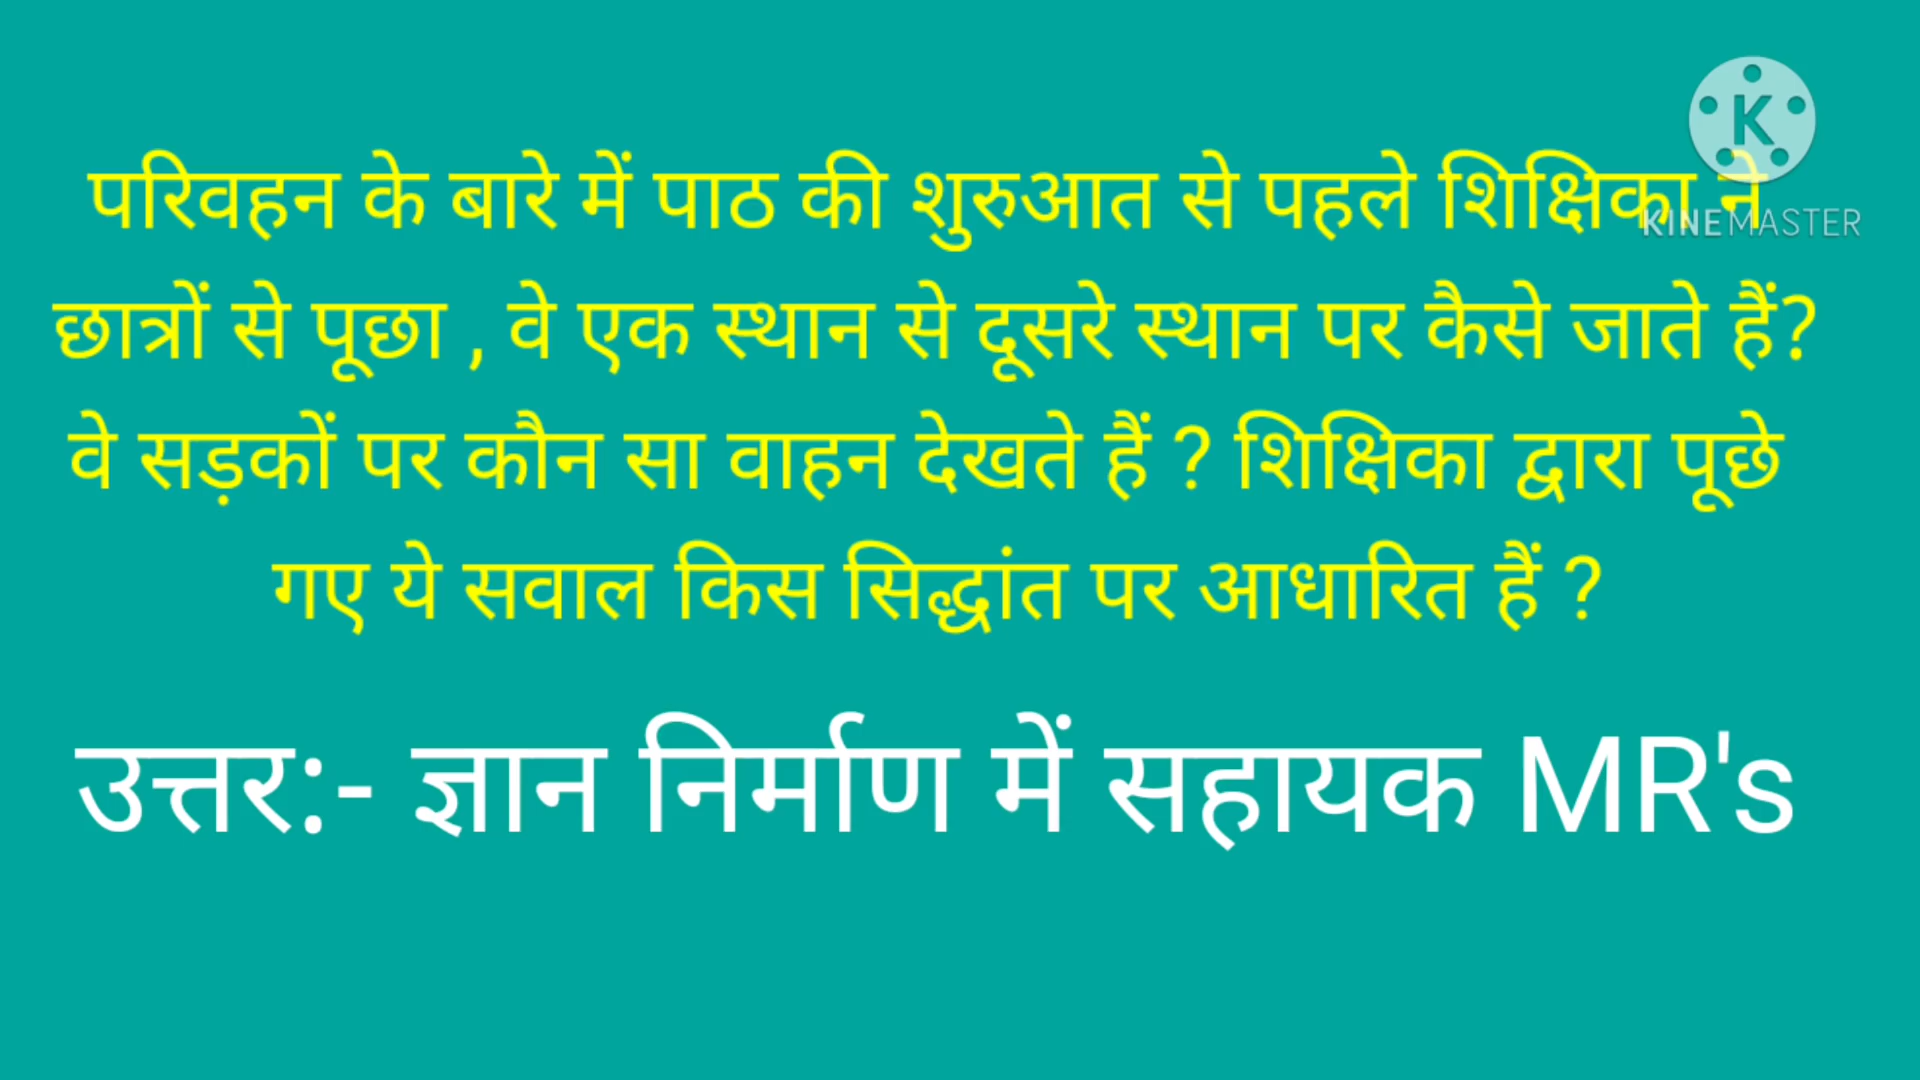 परिवहन के बारे में पाठ की शुरुआत से पहले शिक्षिका ने
K
KINEMASTER
छात्रों से पूछा , वे एक स्थान से दूसरे स्थान पर कैसे जाते हैं?
वे सड़कों पर कौन सा वाहन देखते हैं ? शिक्षिका द्वारा पूछे
गए ये सवाल किस सिद्धांत पर आधारित हैं ?
उत्तर:- ज्ञान निर्माण में सहायक MR's